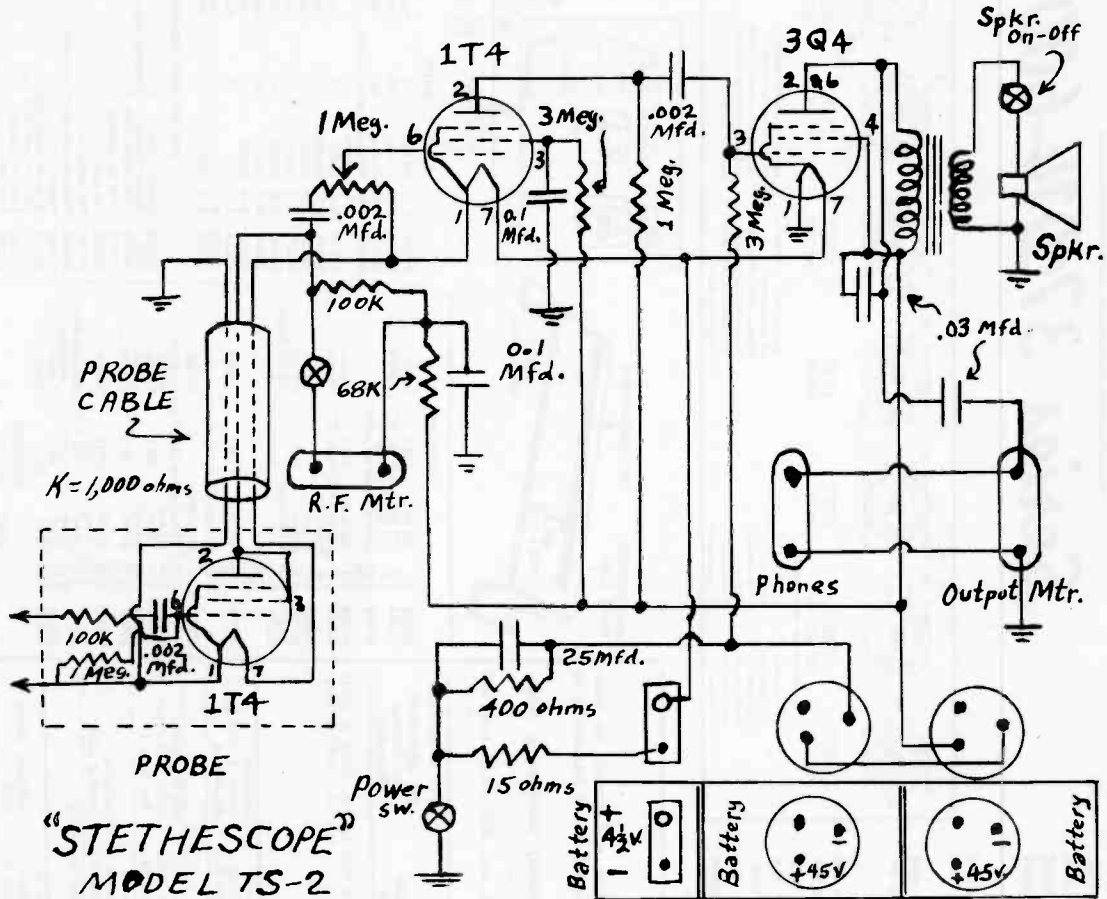 Spkr.
On-Off
1T4
3Q4
2
2 & 6
1 Meg.
6
3 Meg.
3
.002
Mfd.
4
3
.002
Mfd.
1
7
0.1
Mfd.
1 Meg.
3 Meg.
1
7
Spkr.
100K
.03 Mfd.
PROBE
CABLE
68K
0.1
Mfd.
K = 1,000 ohms
R.F. Mtr.
2
3
6
Phones
Output Mtr.
100K
.002
Mfd.
1 Meg.
1
7
1T4
25mfd.
400 ohms
PROBE
15 ohms
Power
sw.
"STETHESCOPE"
MODEL TS-2
Battery
+
4½v.
-
Battery
-
+45v.
-
+45v.
Battery